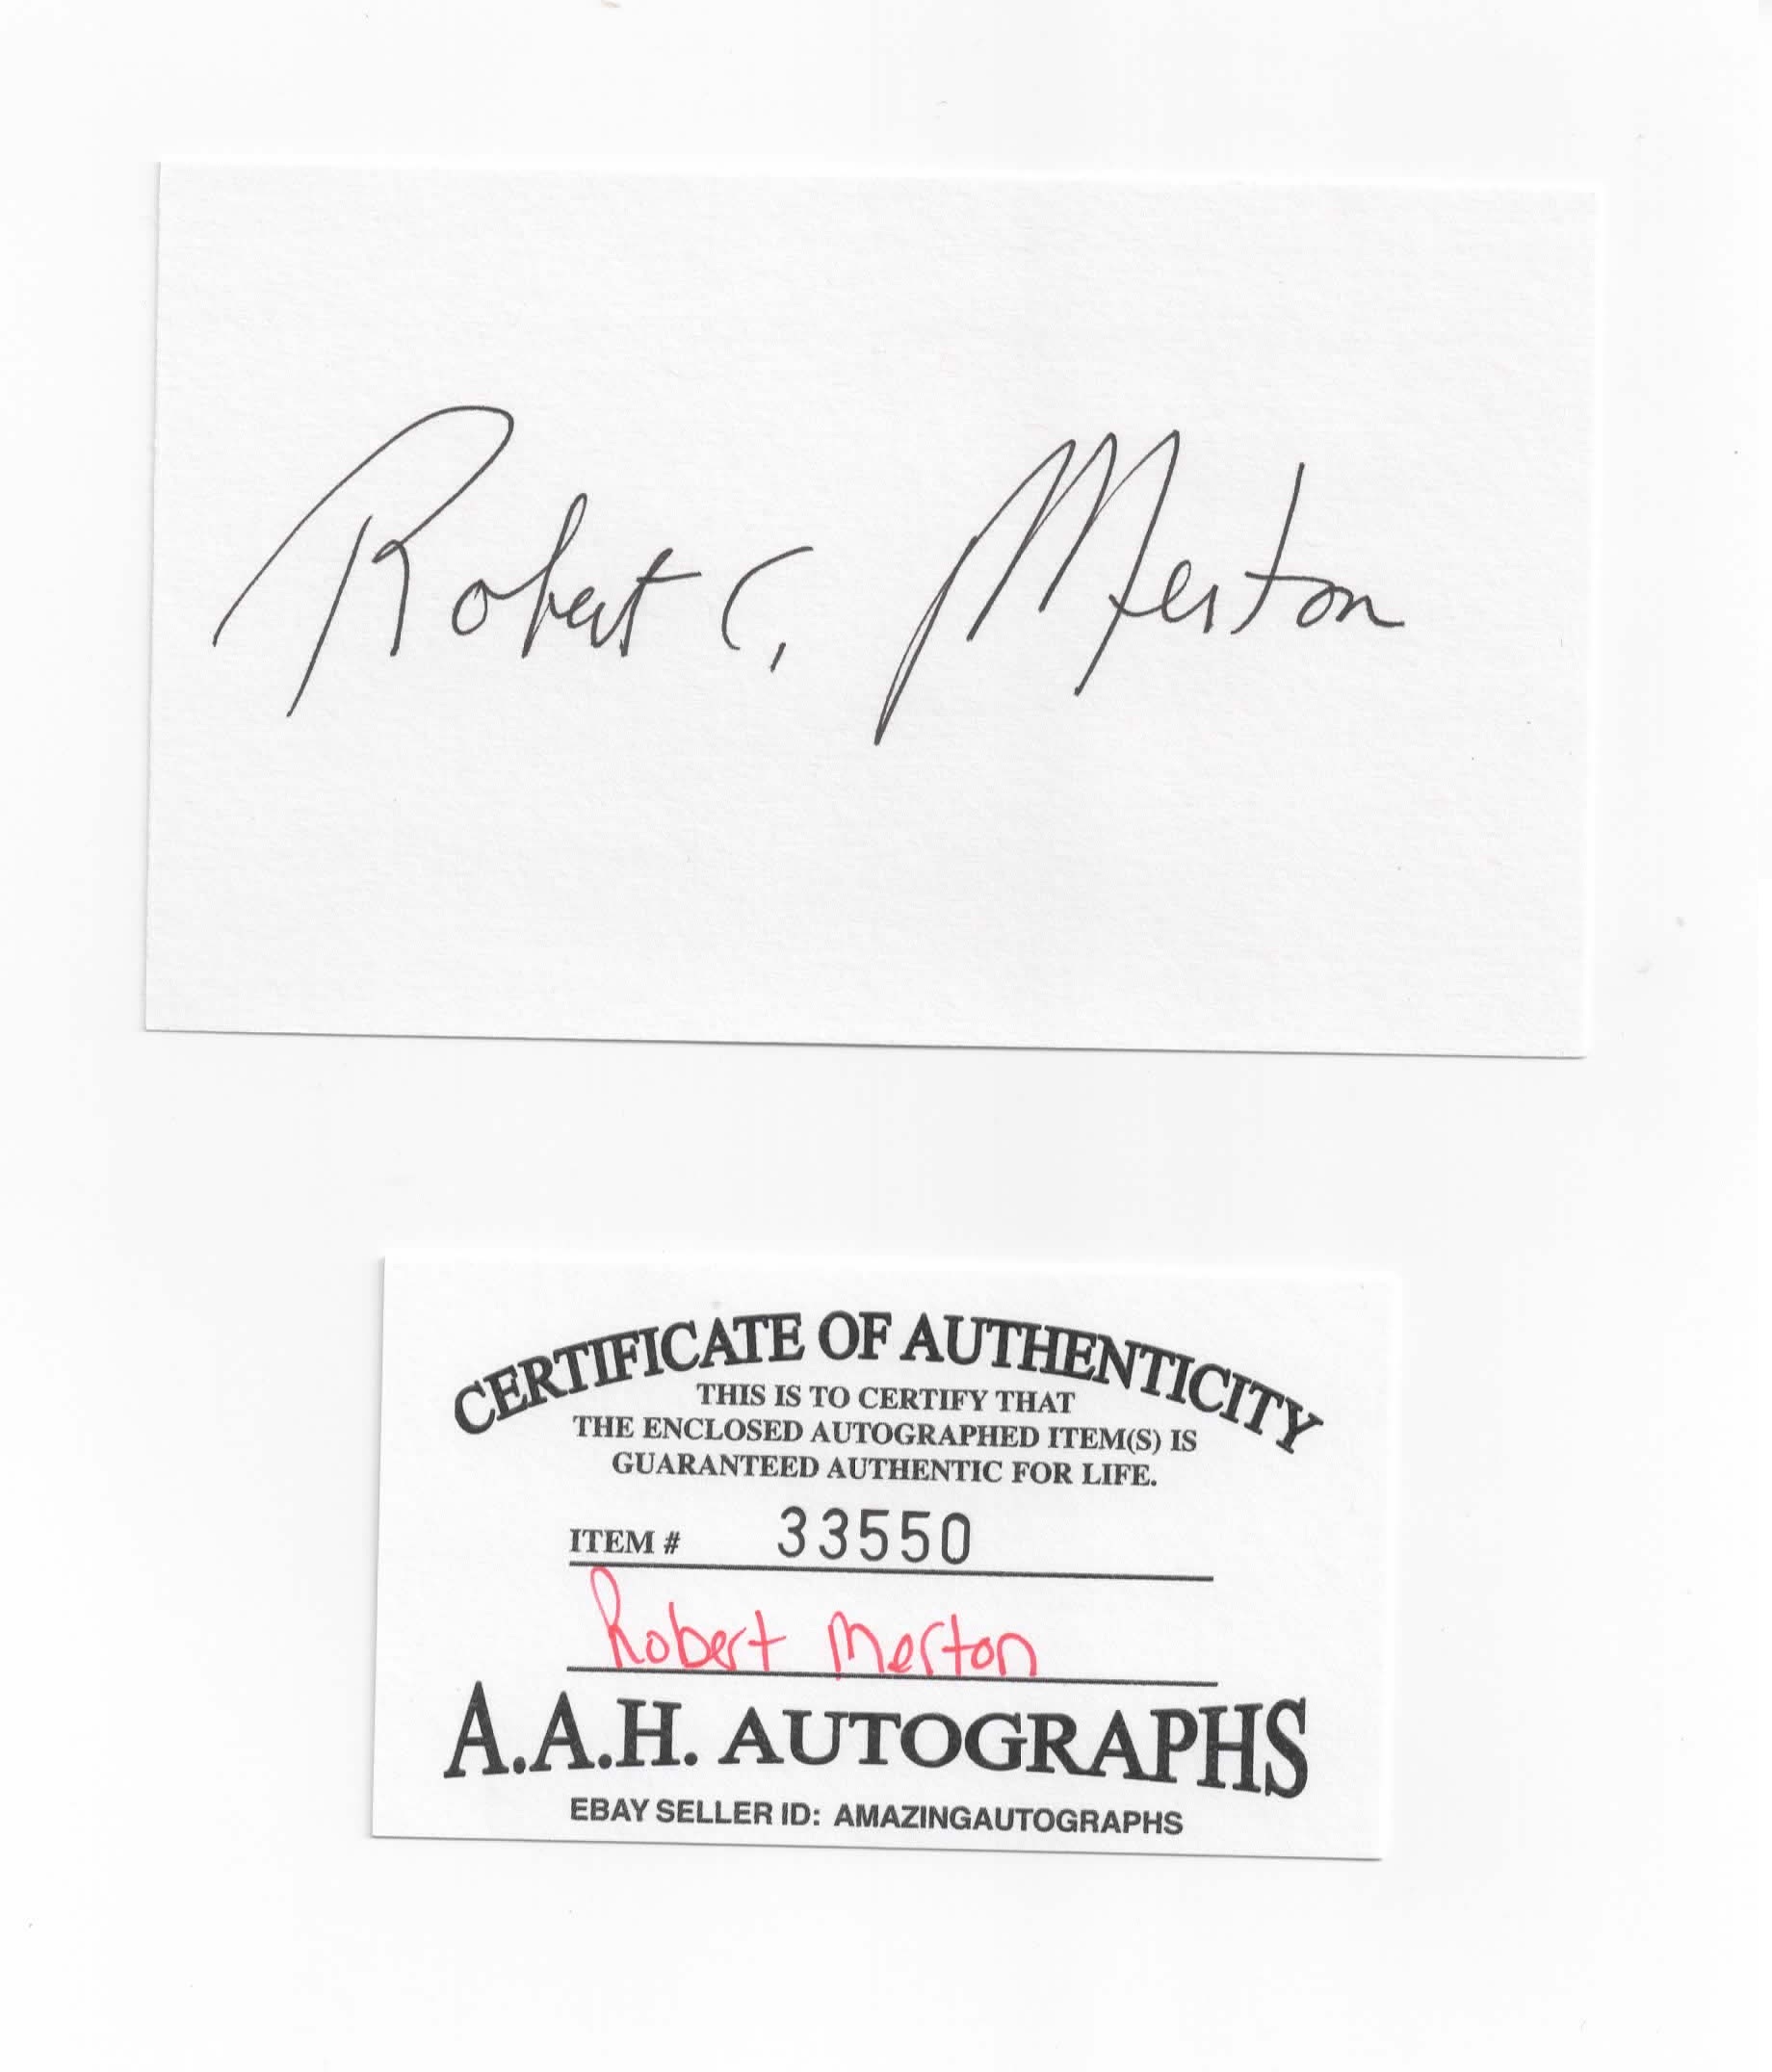 Robert C. Merton
CERTIFICATE OF AUTHENTICITY
THIS IS TO CERTIFY THAT
THE ENCLOSED AUTOGRAPHED ITEM(S) IS
GUARANTEED AUTHENTIC FOR LIFE.
ITEM # 33550
Robert Merton
A.A.H. AUTOGRAPHS
EBAY SELLER ID: AMAZINGAUTOGRAPHS